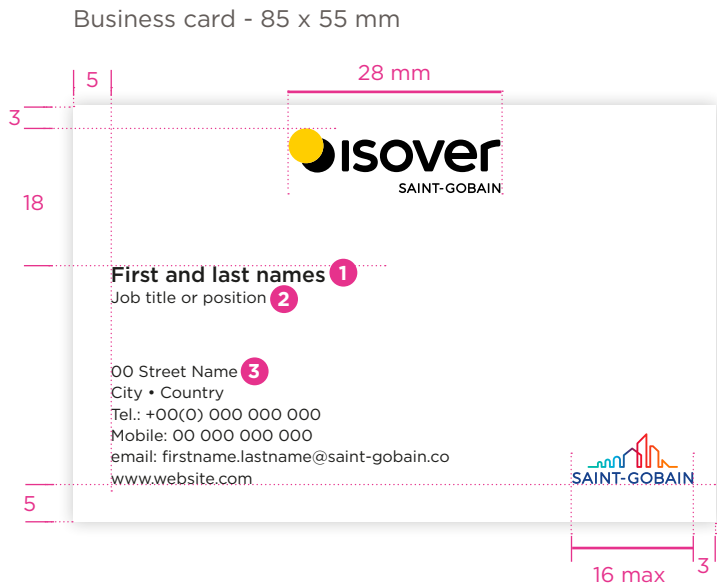 Business card - 85 x 55 mm
5
28 mm
3
isover
SAINT-GOBAIN
18
First and last names 1
Job title or position 2
00 Street Name 3
City • Country
Tel.: +00(0) 000 000 000
Mobile: 00 000 000 000
email: firstname.lastname@saint-gobain.co
www.website.com
SAINT-GOBAIN
5
16 max
3